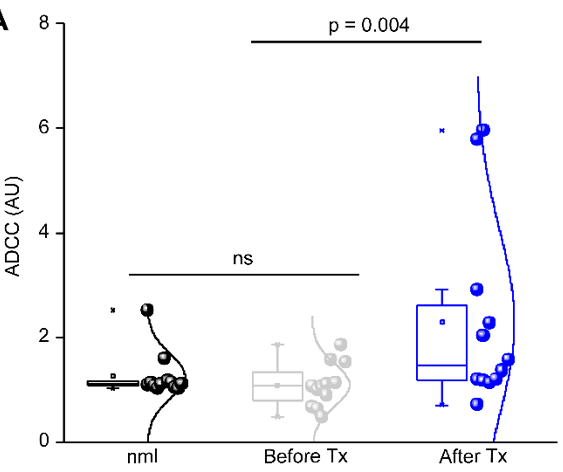 A
p = 0.004
ns
ADCC (AU)
8
6
4
2
0
nml Before Tx After Tx